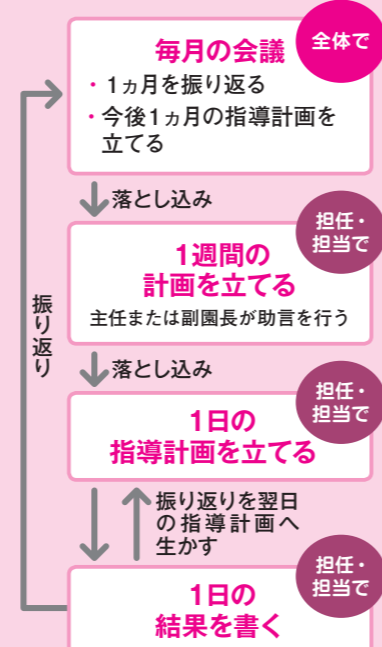 全体で
毎月の会議
・1ヵ月を振り返る
・今後1ヵ月の指導計画を
立てる
落とし込み
担任・
担当で
1週間の
計画を立てる
主任または副園長が助言を行う
振り返り
落とし込み
担任・
担当で
1日の
指導計画を立てる
振り返りを翌日
の指導計画へ
生かす
担任・
担当で
1日の
結果を書く